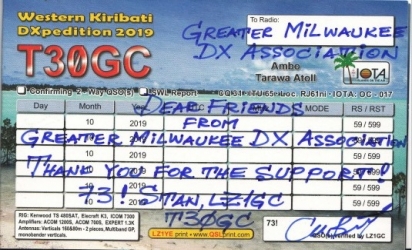 Western Kiribati
DXpedition 2019
T30GC
To Radio:
GREATER MILWAUKEE
DX ASSOCIATION
Ambo
Tarawa Atoll
IOTA
Confirming 2 - Way QSO(s) SWL Report CQ:31 ITU:65 Loc. RJ61ni - IOTA: OC - 017
Day Month Year UTC MODE RS / RST
10 2019 59 / 599
10 2019 59 / 599
10 2019 59 / 599
10 2019 59 / 599
10 2019 59 / 599
DEAR FRIENDS
FROM
GREATER MILWAUKEE DX ASSOCIATION
THANK YOU FOR THE SUPPORT!
73! STAN, LZ1GC
T30GC
RIG: Kenwood TS 480SAT, Elecraft K3, ICOM 7300
Amplifiers: ACOM 1200S, ACOM 700S, EXPERT 1.3K
Antennas: Verticals 160&80m - 2 pieces, Multiband GP,
monobander verticals.
LZ1YE print • www.QSLprint.com
73!
QSO confirmed by LZ1GC